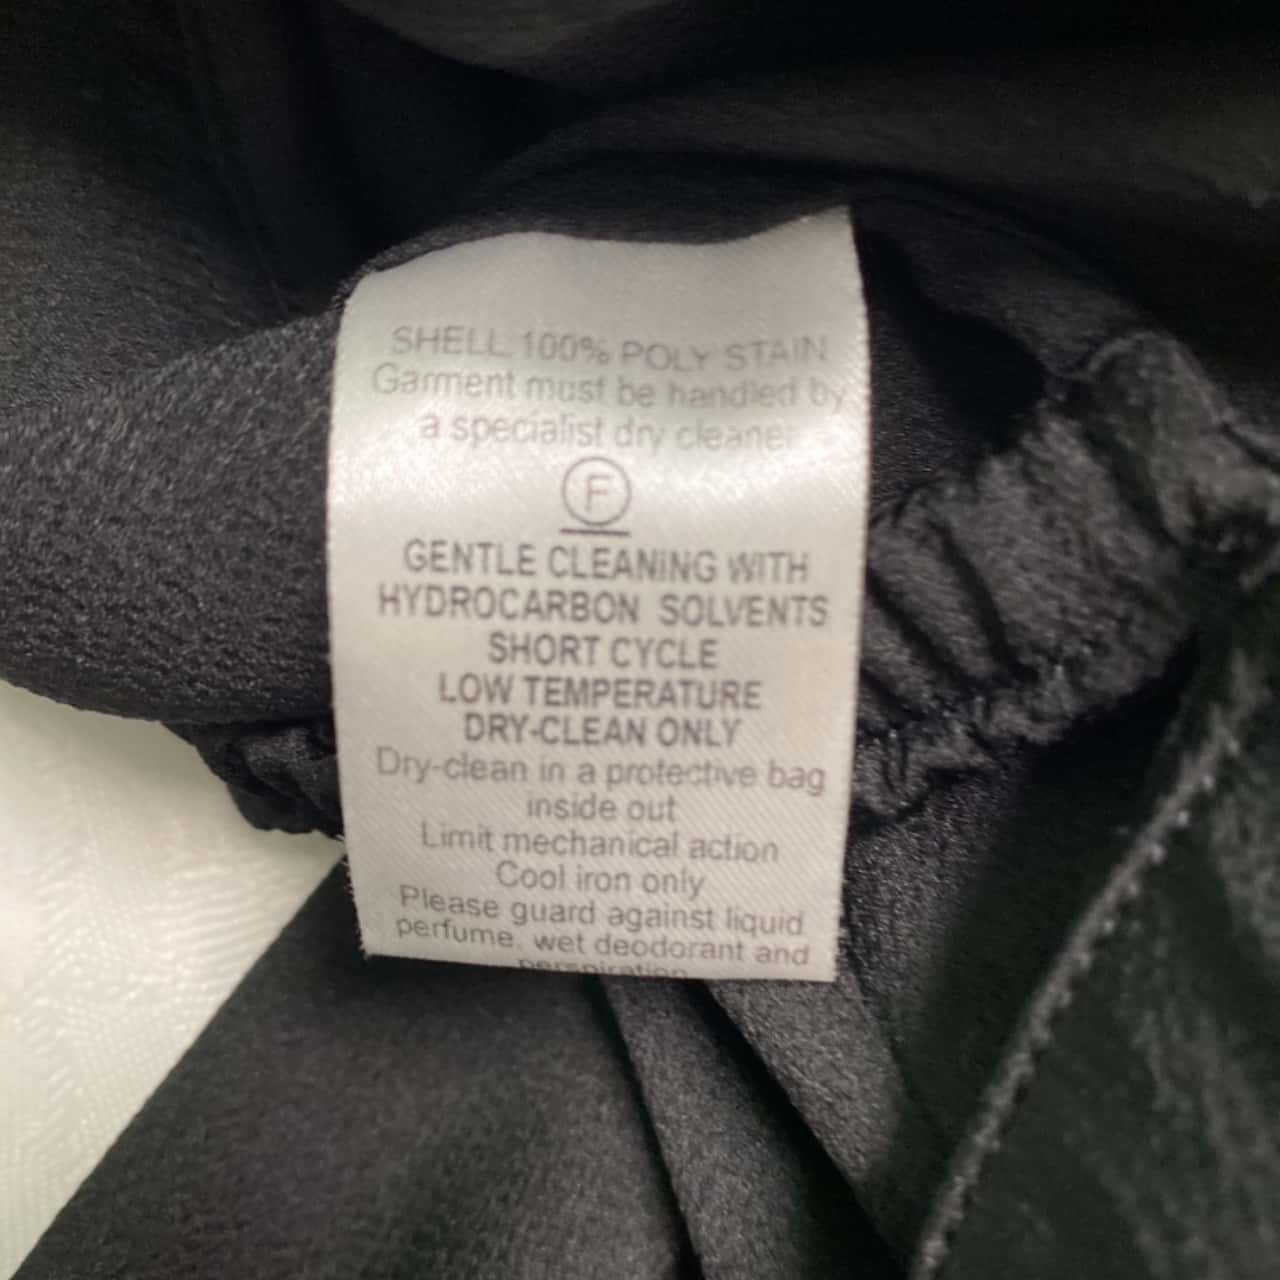 SHELL 100% POLY STAIN
Garment must be handled by
a specialist dry cleaner
F
GENTLE CLEANING WITH
HYDROCARBON SOLVENTS
SHORT CYCLE
LOW TEMPERATURE
DRY-CLEAN ONLY
Dry-clean in a protective bag
inside out
Limit mechanical action
Cool iron only
Please guard against liquid
perfume, wet deodorant and
perspiration